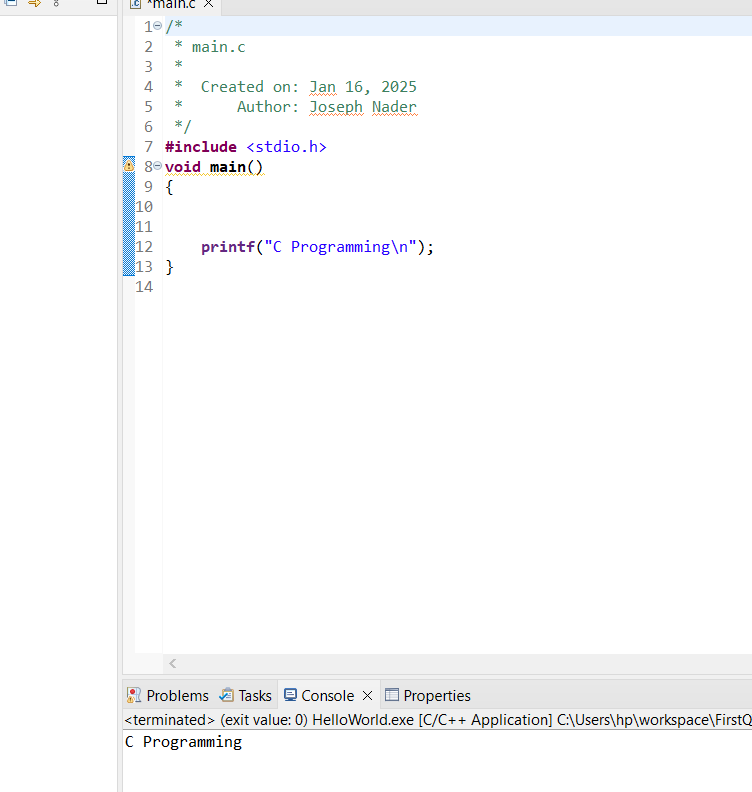 *main.c
1 /*
2  * main.c
3  *
4  *  Created on: Jan 16, 2025
5  *      Author: Joseph Nader
6  */
7 #include <stdio.h>
8 void main()
9 {
10
11
12     printf("C Programming\n");
13 }
14
Problems Tasks Console Properties
<terminated> (exit value: 0) HelloWorld.exe [C/C++ Application] C:\Users\hp\workspace\FirstQ
C Programming